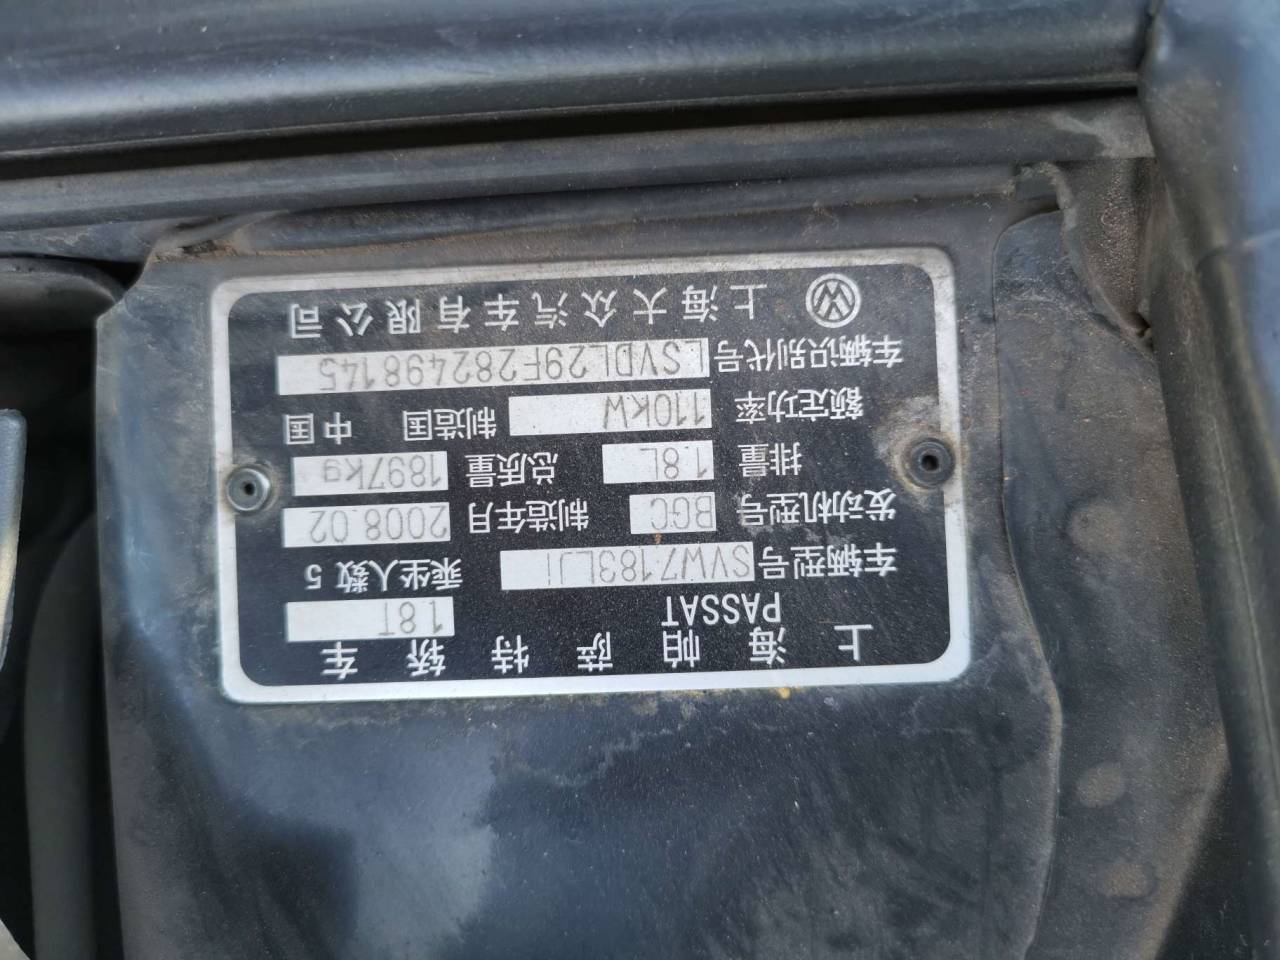 上海帕萨特轿车
PASSAT 1.8T
车辆型号 SVW7183LJi 乘坐人数 5
发动机型号 BGC 制造年月 2008.02
排量 1.8L 总质量 1897kg
额定功率 110kW 制造国 中国
车辆识别代号 LSVDL29F282498145
上海大众汽车有限公司